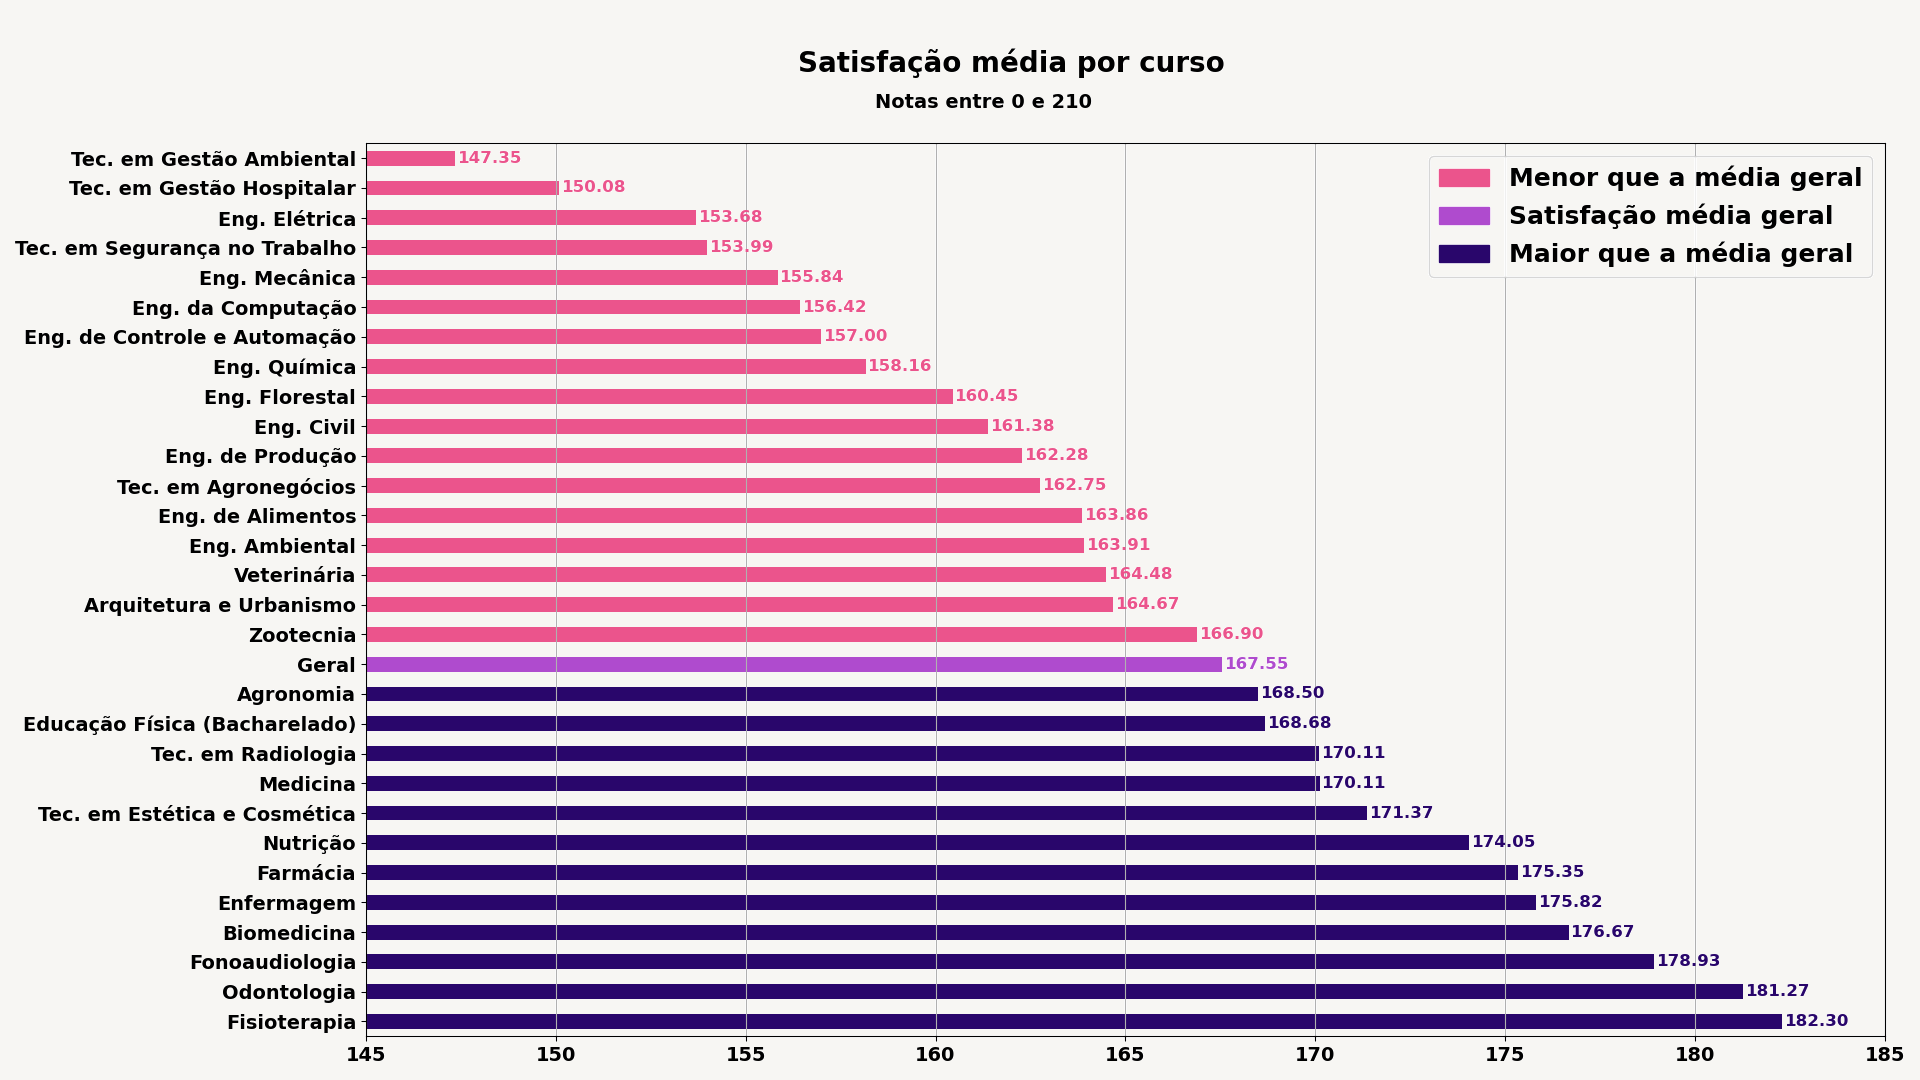 Satisfação média por curso
Notas entre 0 e 210
Menor que a média geral
Satisfação média geral
Maior que a média geral
Tec. em Gestão Ambiental 147.35
Tec. em Gestão Hospitalar 150.08
Eng. Elétrica 153.68
Tec. em Segurança no Trabalho 153.99
Eng. Mecânica 155.84
Eng. da Computação 156.42
Eng. de Controle e Automação 157.00
Eng. Química 158.16
Eng. Florestal 160.45
Eng. Civil 161.38
Eng. de Produção 162.28
Tec. em Agronegócios 162.75
Eng. de Alimentos 163.86
Eng. Ambiental 163.91
Veterinária 164.48
Arquitetura e Urbanismo 164.67
Zootecnia 166.90
Geral 167.55
Agronomia 168.50
Educação Física (Bacharelado) 168.68
Tec. em Radiologia 170.11
Medicina 170.11
Tec. em Estética e Cosmética 171.37
Nutrição 174.05
Farmácia 175.35
Enfermagem 175.82
Biomedicina 176.67
Fonoaudiologia 178.93
Odontologia 181.27
Fisioterapia 182.30
145 150 155 160 165 170 175 180 185